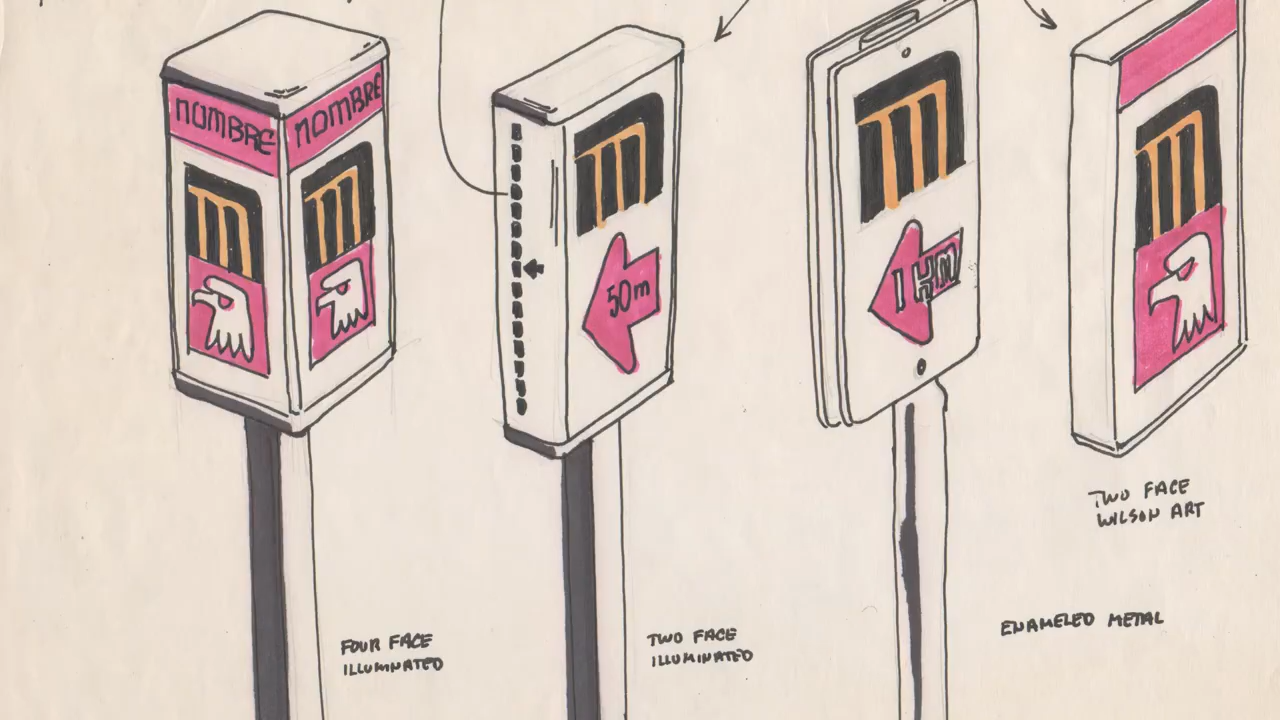 NOMBRE
NOMBRE
50m
1 Km
TWO FACE
WILSON ART
FOUR FACE
ILLUMINATED
TWO FACE
ILLUMINATED
ENAMELED METAL